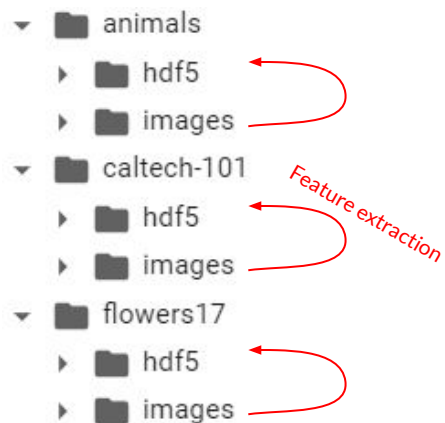 animals
hdf5
images
caltech-101
Feature extraction
hdf5
images
flowers17
hdf5
images